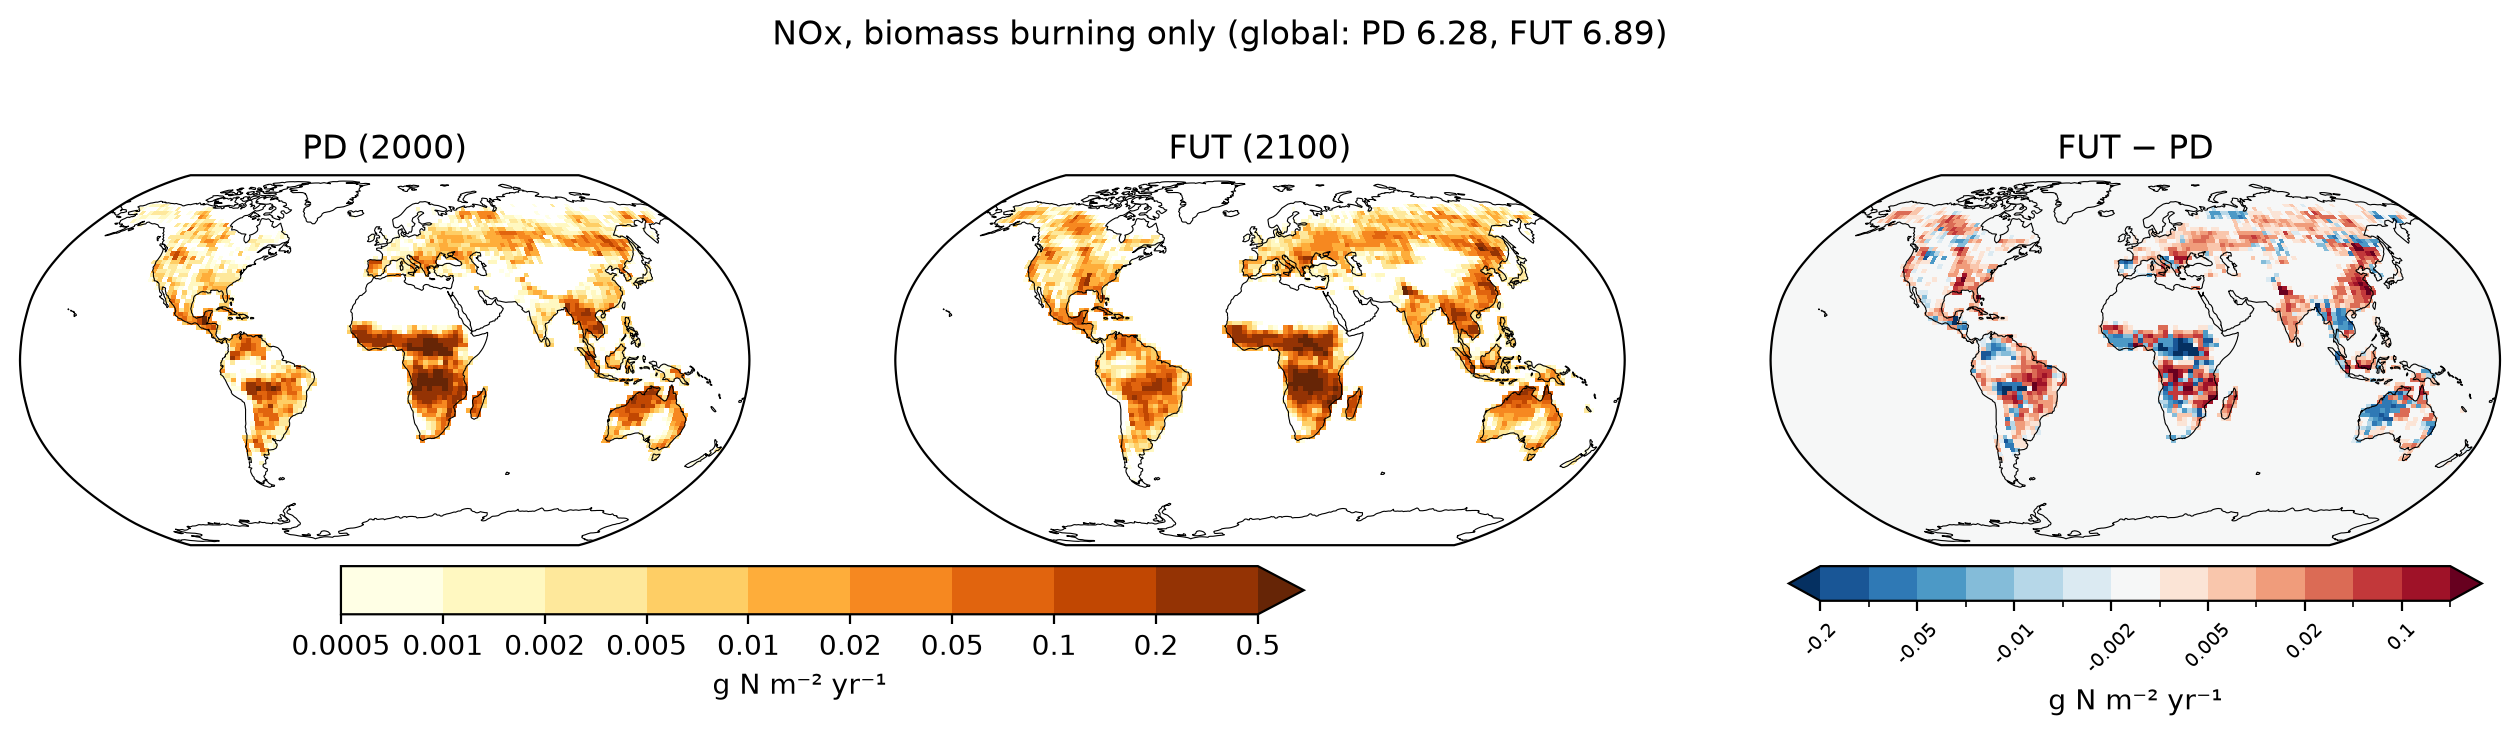 NOx, biomass burning only (global: PD 6.28, FUT 6.89)
PD (2000)
FUT (2100)
FUT − PD
0.0005 0.001 0.002 0.005 0.01 0.02 0.05 0.1 0.2 0.5
g N m⁻² yr⁻¹
-0.2 -0.05 -0.01 -0.002 0.005 0.02 0.1
g N m⁻² yr⁻¹